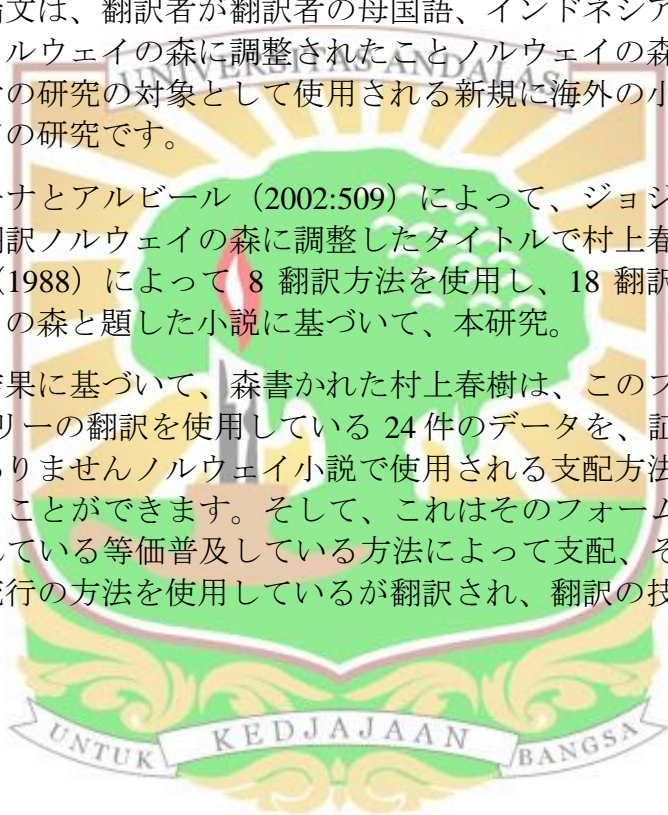 論文は、翻訳者が翻訳者の母国語、インドネシア
ルウェイの森に調整されたことノルウェイの森
の研究の対象として使用される新規に海外の小
の研究です。
ーナとアルビール（2002:509）によって、ジョジ
翻訳ノルウェイの森に調整したタイトルで村上春
（1988）によって 8 翻訳方法を使用し、18 翻訳
の森と題した小説に基づいて、本研究。
結果に基づいて、森書かれた村上春樹は、このフ
リーの翻訳を使用している 24 件のデータを、証
りませんノルウェイ小説で使用される支配方法
ことができます。そして、これはそのフォーム
ている等価普及している方法によって支配、そ
流行の方法を使用しているが翻訳され、翻訳の技
UNIVERSITAS ANDALAS
UNTUK KEDJAJAAN BANGSA